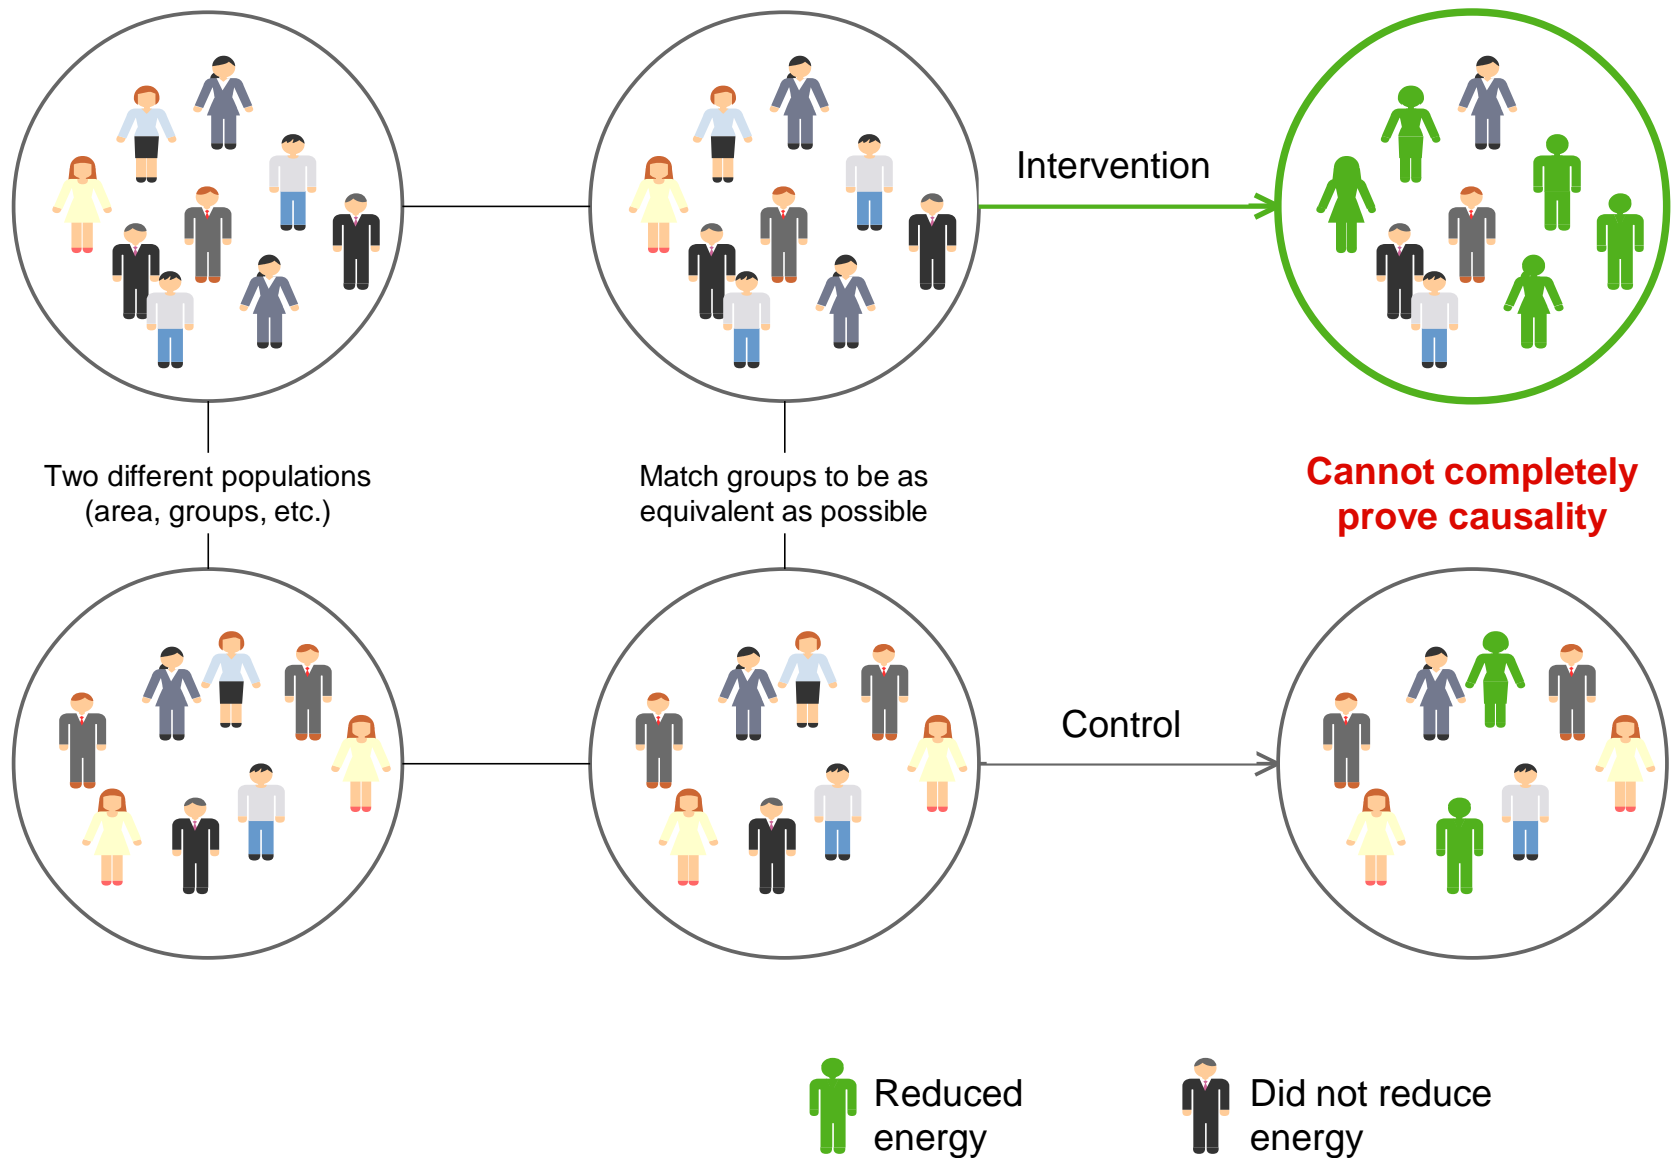 Intervention
Two different populations
(area, groups, etc.)
Match groups to be as
equivalent as possible
Cannot completely
prove causality
Control
Reduced
energy
Did not reduce
energy